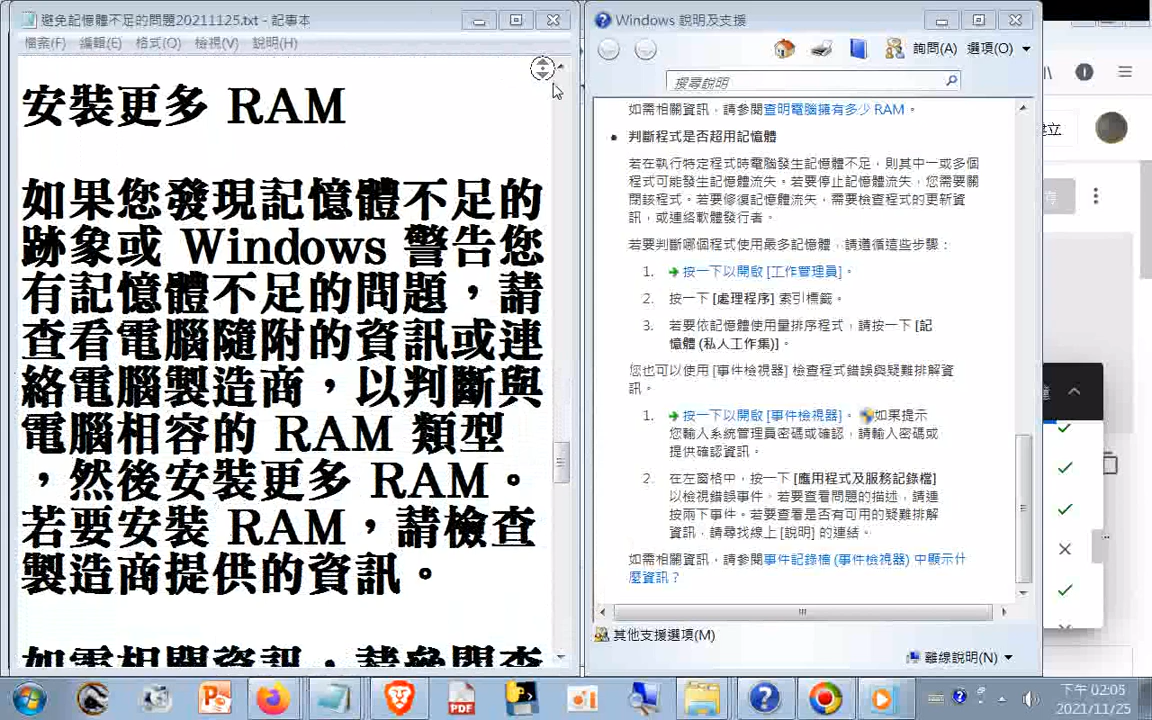 避免記憶體不足的問題20211125.txt - 記事本
檔案(F) 編輯(E) 格式(O) 檢視(V) 說明(H)
安裝更多 RAM
如果您發現記憶體不足的
跡象或 Windows 警告您
有記憶體不足的問題，請
查看電腦隨附的資訊或連
絡電腦製造商，以判斷與
電腦相容的 RAM 類型
，然後安裝更多 RAM。
若要安裝 RAM，請檢查
製造商提供的資訊。
如需相關資訊，請參閱查
Windows 說明及支援
詢問(A) 選項(O)
搜尋說明
如需相關資訊，請參閱查明電腦擁有多少 RAM。
判斷程式是否超用記憶體
若在執行特定程式時電腦發生記憶體不足，則其中一或多個
程式可能發生記憶體流失。若要停止記憶體流失，您需要關
閉該程式。若要修復記憶體流失，需要檢查程式的更新資
訊，或連絡軟體發行者。
若要判斷哪個程式使用最多記憶體，請遵循這些步驟：
1. 按一下以開啟 [工作管理員]。
2. 按一下 [處理程序] 索引標籤。
3. 若要依記憶體使用量排序程式，請按一下 [記
憶體 (私人工作集)]。
您也可以使用 [事件檢視器] 檢查程式錯誤與疑難排解資
訊。
1. 按一下以開啟 [事件檢視器]。 如果提示
您輸入系統管理員密碼或確認，請輸入密碼或
提供確認資訊。
2. 在左窗格中，按一下 [應用程式及服務記錄檔]
以檢視錯誤事件。若要查看問題的描述，請連
按兩下事件。若要查看是否有可用的疑難排解
資訊，請尋找線上 [說明] 的連結。
如需相關資訊，請參閱事件記錄檔 (事件檢視器) 中顯示什
麼資訊？
其他支援選項(M)
離線說明(N)
建立
PDF
下午 02:05
2021/11/25